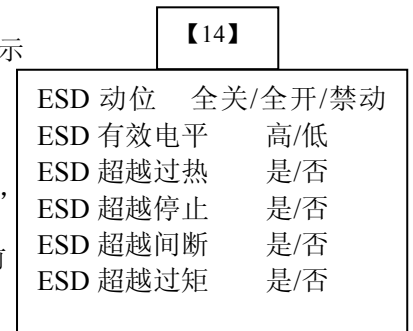 【14】
示
ESD 动位 全关/全开/禁动
ESD 有效电平 高/低
ESD 超越过热 是/否
ESD 超越停止 是/否
，
ESD 超越间断 是/否
ESD 超越过矩 是/否